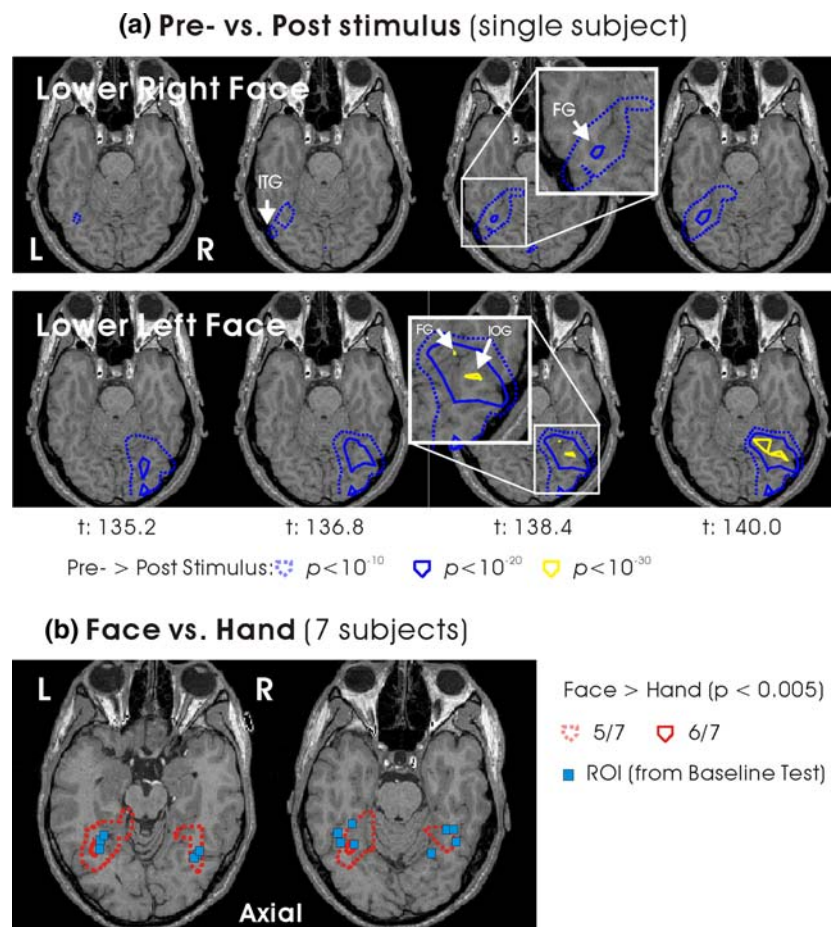 (a) Pre- vs. Post stimulus (single subject)
Lower Right Face
FG
ITG
L R
Lower Left Face
FG IOG
t: 135.2 t: 136.8 t: 138.4 t: 140.0
Pre- > Post Stimulus: p<10⁻¹⁰ p<10⁻²⁰ p<10⁻³⁰
(b) Face vs. Hand (7 subjects)
L R
Face > Hand (p < 0.005)
5/7 6/7
ROI (from Baseline Test)
Axial